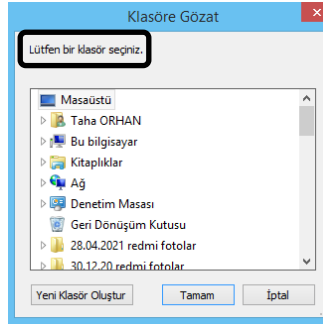 Klasöre Gözat
Lütfen bir klasör seçiniz.
Masaüstü
Taha ORHAN
Bu bilgisayar
Kitaplıklar
Ağ
Denetim Masası
Geri Dönüşüm Kutusu
28.04.2021 redmi fotolar
30.12.20 redmi fotolar
Yeni Klasör Oluştur
Tamam
İptal